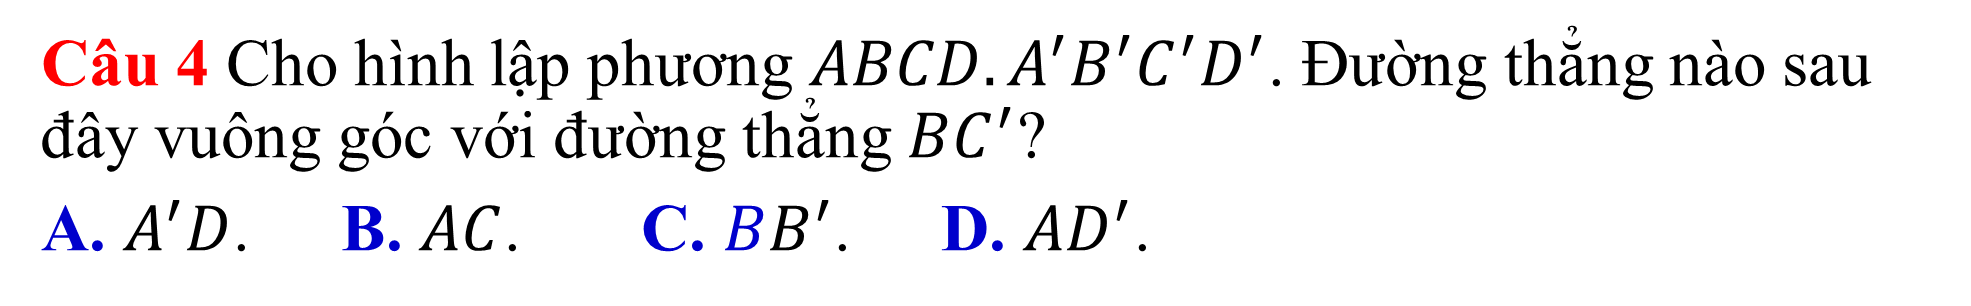 Câu 4 Cho hình lập phương ABCD.A'B'C'D'. Đường thẳng nào sau
đây vuông góc với đường thẳng BC'?
A. A'D. B. AC. C. BB'. D. AD'.